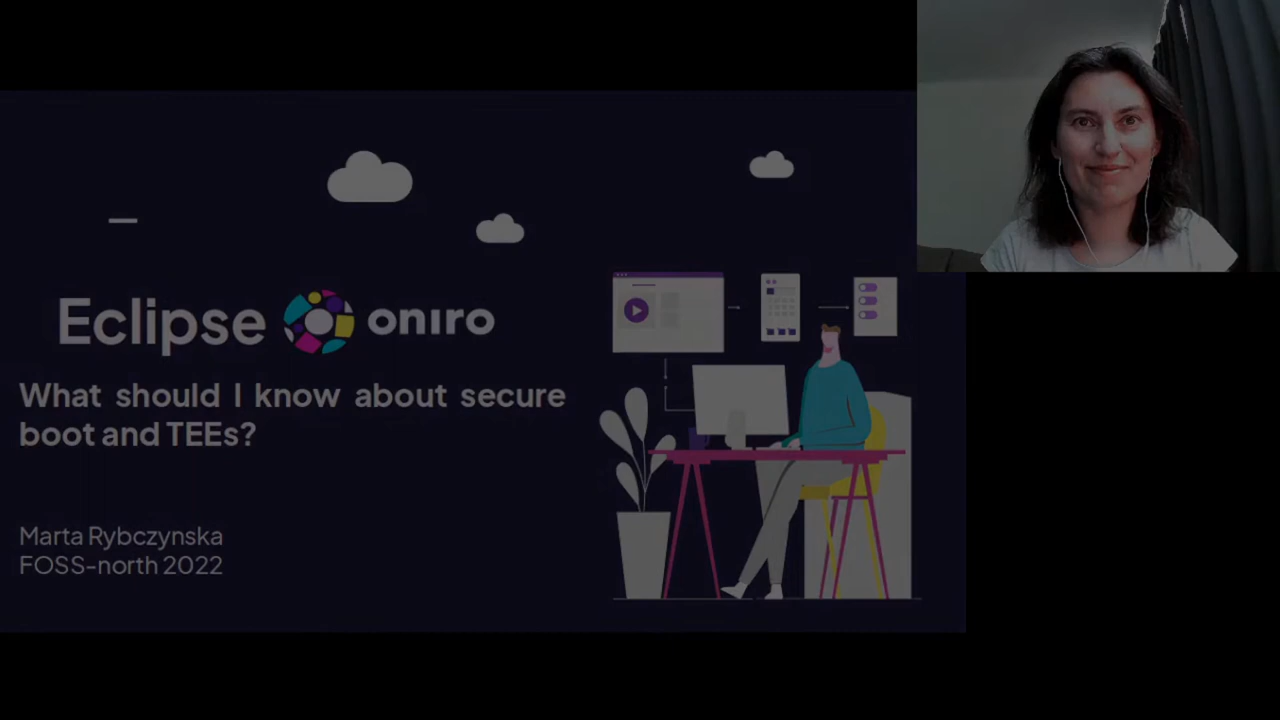 Eclipse oniro
What should I know about secure
boot and TEEs?
Marta Rybczynska
FOSS-north 2022